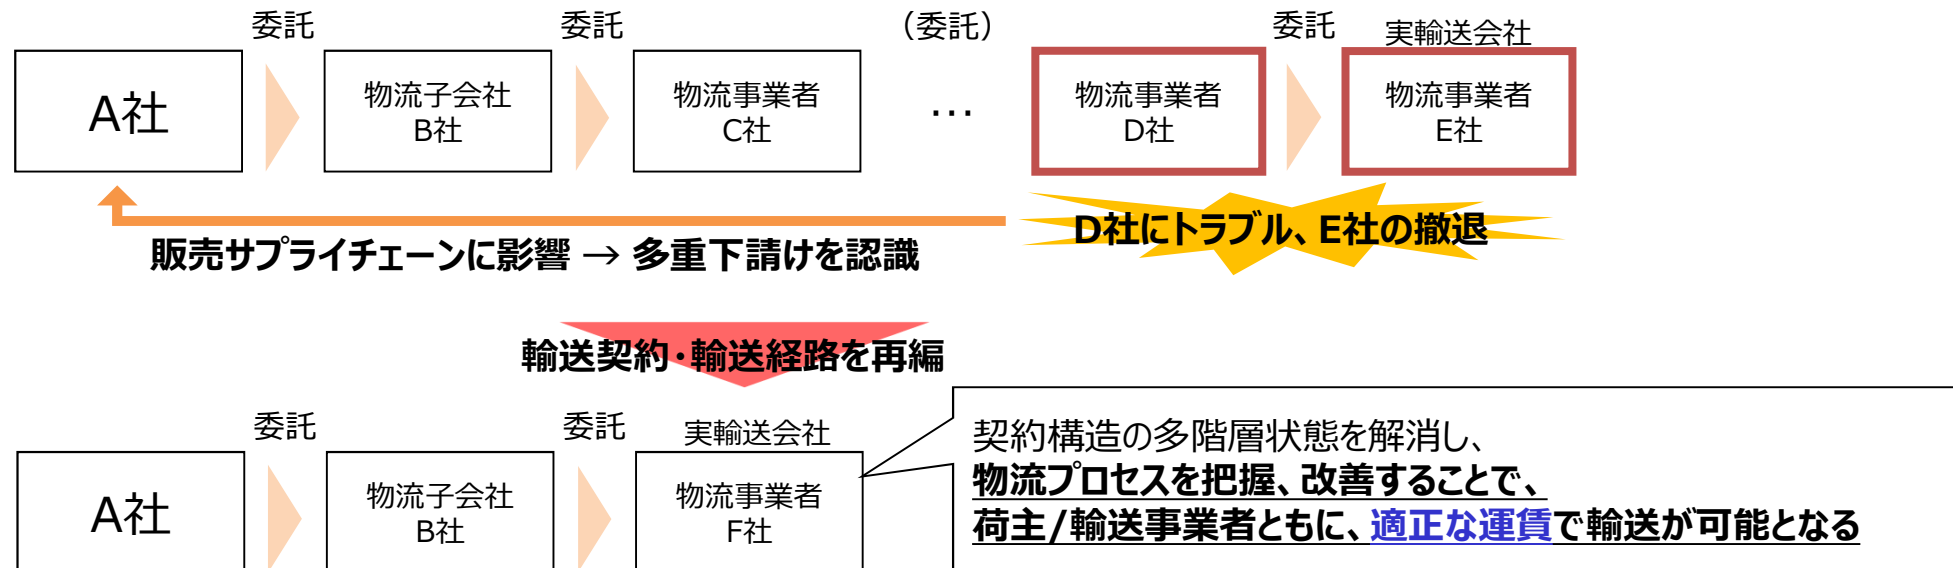 委託
委託
(委託)
委託
実輸送会社
A社
物流子会社
B社
物流事業者
C社
…
物流事業者
D社
物流事業者
E社
D社にトラブル、E社の撤退
販売サプライチェーンに影響 → 多重下請けを認識
輸送契約・輸送経路を再編
委託
委託
実輸送会社
A社
物流子会社
B社
物流事業者
F社
契約構造の多階層状態を解消し、
物流プロセスを把握、改善することで、
荷主/輸送事業者ともに、適正な運賃で輸送が可能となる